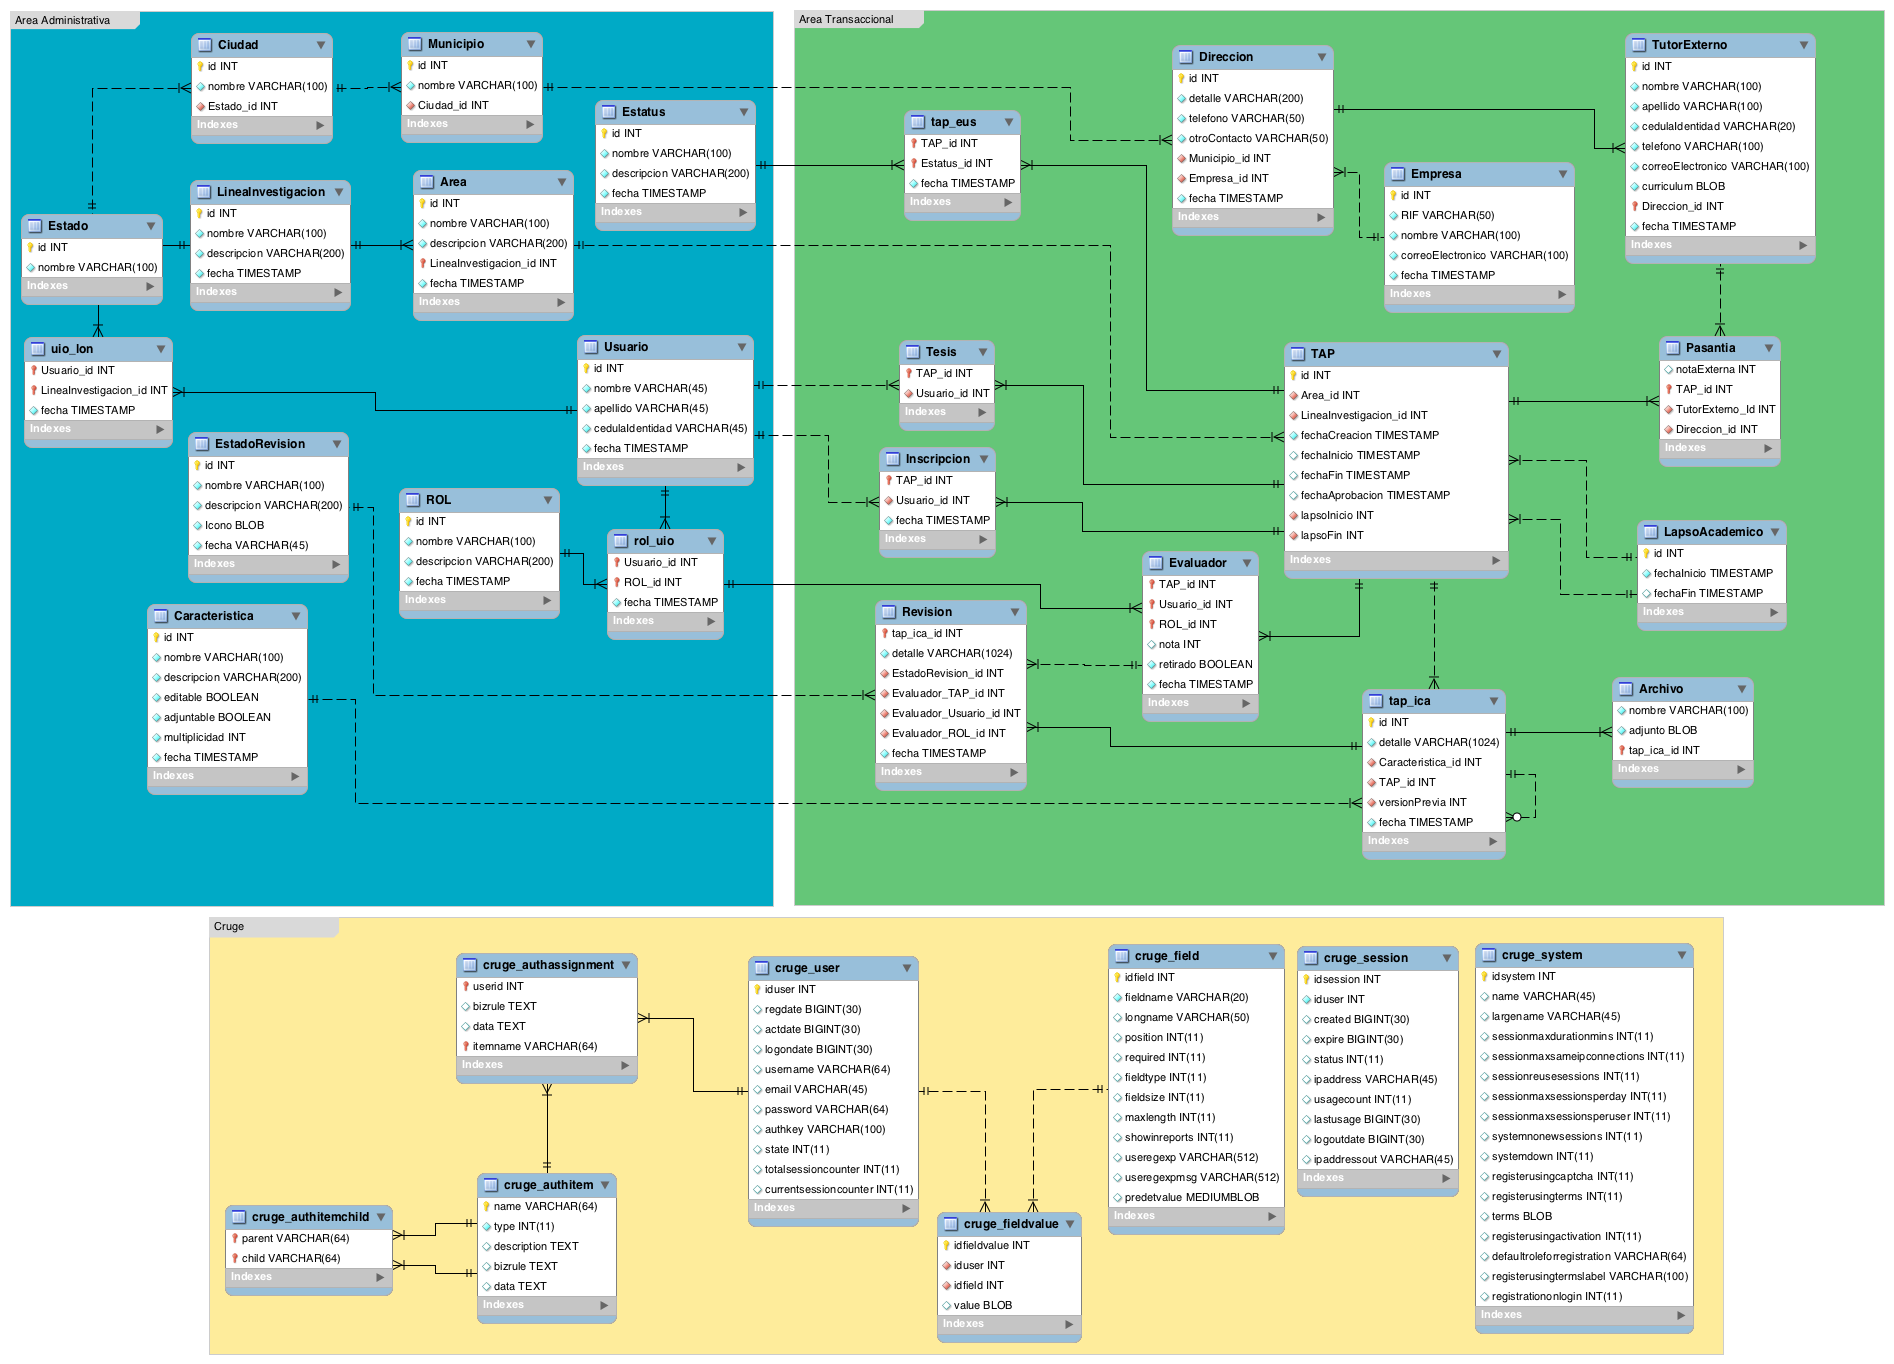 Area Administrativa
Ciudad
id INT
nombre VARCHAR(100)
Estado_id INT
Indexes
Municipio
id INT
nombre VARCHAR(100)
Ciudad_id INT
Indexes
Estatus
id INT
nombre VARCHAR(100)
descripcion VARCHAR(200)
fecha TIMESTAMP
Indexes
LineaInvestigacion
id INT
nombre VARCHAR(100)
descripcion VARCHAR(200)
fecha TIMESTAMP
Indexes
Area
id INT
nombre VARCHAR(100)
descripcion VARCHAR(200)
LineaInvestigacion_id INT
fecha TIMESTAMP
Indexes
Estado
id INT
nombre VARCHAR(100)
Indexes
uio_lon
Usuario_id INT
LineaInvestigacion_id INT
fecha TIMESTAMP
Indexes
Usuario
id INT
nombre VARCHAR(45)
apellido VARCHAR(45)
cedulaIdentidad VARCHAR(45)
fecha TIMESTAMP
Indexes
EstadoRevision
id INT
nombre VARCHAR(100)
descripcion VARCHAR(200)
Icono BLOB
fecha VARCHAR(45)
Indexes
ROL
id INT
nombre VARCHAR(100)
descripcion VARCHAR(200)
fecha TIMESTAMP
Indexes
rol_uio
Usuario_id INT
ROL_id INT
fecha TIMESTAMP
Indexes
Caracteristica
id INT
nombre VARCHAR(100)
descripcion VARCHAR(200)
editable BOOLEAN
adjuntable BOOLEAN
multiplicidad INT
fecha TIMESTAMP
Indexes
Area Transaccional
tap_eus
TAP_id INT
Estatus_id INT
fecha TIMESTAMP
Indexes
Direccion
id INT
detalle VARCHAR(200)
telefono VARCHAR(50)
otroContacto VARCHAR(50)
Municipio_id INT
Empresa_id INT
fecha TIMESTAMP
Indexes
Empresa
id INT
RIF VARCHAR(50)
nombre VARCHAR(100)
correoElectronico VARCHAR(100)
fecha TIMESTAMP
Indexes
TutorExterno
id INT
nombre VARCHAR(100)
apellido VARCHAR(100)
cedulaIdentidad VARCHAR(20)
telefono VARCHAR(100)
correoElectronico VARCHAR(100)
curriculum BLOB
Direccion_id INT
fecha TIMESTAMP
Indexes
Tesis
TAP_id INT
Usuario_id INT
Indexes
Inscripcion
TAP_id INT
Usuario_id INT
fecha TIMESTAMP
Indexes
TAP
id INT
Area_id INT
LineaInvestigacion_id INT
fechaCreacion TIMESTAMP
fechaInicio TIMESTAMP
fechaFin TIMESTAMP
fechaAprobacion TIMESTAMP
lapsoInicio INT
lapsoFin INT
Indexes
Pasantia
notaExterna INT
TAP_id INT
TutorExterno_Id INT
Direccion_id INT
Indexes
LapsoAcademico
id INT
fechaInicio TIMESTAMP
fechaFin TIMESTAMP
Indexes
Evaluador
TAP_id INT
Usuario_id INT
ROL_id INT
nota INT
retirado BOOLEAN
fecha TIMESTAMP
Indexes
Revision
tap_ica_id INT
detalle VARCHAR(1024)
EstadoRevision_id INT
Evaluador_TAP_id INT
Evaluador_Usuario_id INT
Evaluador_ROL_id INT
fecha TIMESTAMP
Indexes
tap_ica
id INT
detalle VARCHAR(1024)
Caracteristica_id INT
TAP_id INT
versionPrevia INT
fecha TIMESTAMP
Indexes
Archivo
nombre VARCHAR(100)
adjunto BLOB
tap_ica_id INT
Indexes
Cruge
cruge_authassignment
userid INT
bizrule TEXT
data TEXT
itemname VARCHAR(64)
Indexes
cruge_authitemchild
parent VARCHAR(64)
child VARCHAR(64)
Indexes
cruge_authitem
name VARCHAR(64)
type INT(11)
description TEXT
bizrule TEXT
data TEXT
Indexes
cruge_user
iduser INT
regdate BIGINT(30)
actdate BIGINT(30)
logondate BIGINT(30)
username VARCHAR(64)
email VARCHAR(45)
password VARCHAR(64)
authkey VARCHAR(100)
state INT(11)
totalsessioncounter INT(11)
currentsessioncounter INT(11)
Indexes
cruge_fieldvalue
idfieldvalue INT
iduser INT
idfield INT
value BLOB
Indexes
cruge_field
idfield INT
fieldname VARCHAR(20)
longname VARCHAR(50)
position INT(11)
required INT(11)
fieldtype INT(11)
fieldsize INT(11)
maxlength INT(11)
showinreports INT(11)
useregexp VARCHAR(512)
useregexpmsg VARCHAR(512)
predetvalue MEDIUMBLOB
Indexes
cruge_session
idsession INT
iduser INT
created BIGINT(30)
expire BIGINT(30)
status INT(11)
ipaddress VARCHAR(45)
usagecount INT(11)
lastusage BIGINT(30)
logoutdate BIGINT(30)
ipaddressout VARCHAR(45)
Indexes
cruge_system
idsystem INT
name VARCHAR(45)
largename VARCHAR(45)
sessionmaxdurationmins INT(11)
sessionmaxsameipconnections INT(11)
sessionreusesessions INT(11)
sessionmaxsessionsperday INT(11)
sessionmaxsessionsperuser INT(11)
systemnonewsessions INT(11)
systemdown INT(11)
registerusingcaptcha INT(11)
registerusingterms INT(11)
terms BLOB
registerusingactivation INT(11)
defaultroleforregistration VARCHAR(64)
registerusingtermslabel VARCHAR(100)
registrationonlogin INT(11)
Indexes